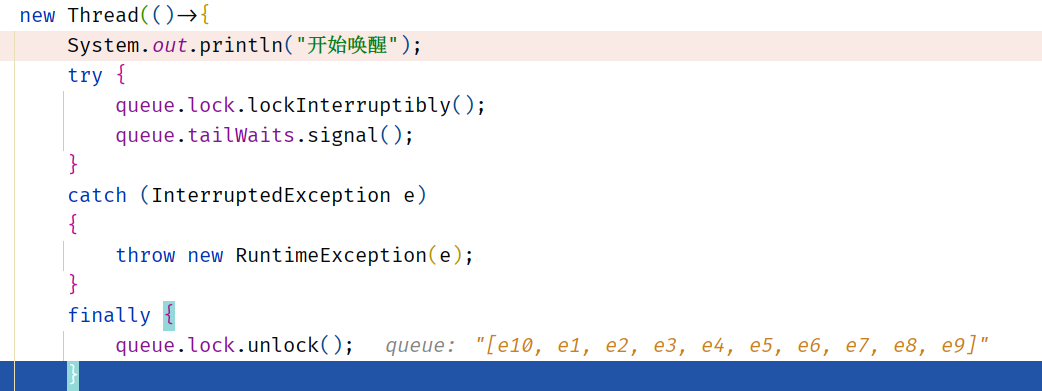 new Thread(()->{
System.out.println("开始唤醒");
try {
queue.lock.lockInterruptibly();
queue.tailWaits.signal();
}
catch (InterruptedException e)
{
throw new RuntimeException(e);
}
finally {
queue.lock.unlock(); queue: "[e10, e1, e2, e3, e4, e5, e6, e7, e8, e9]"
}